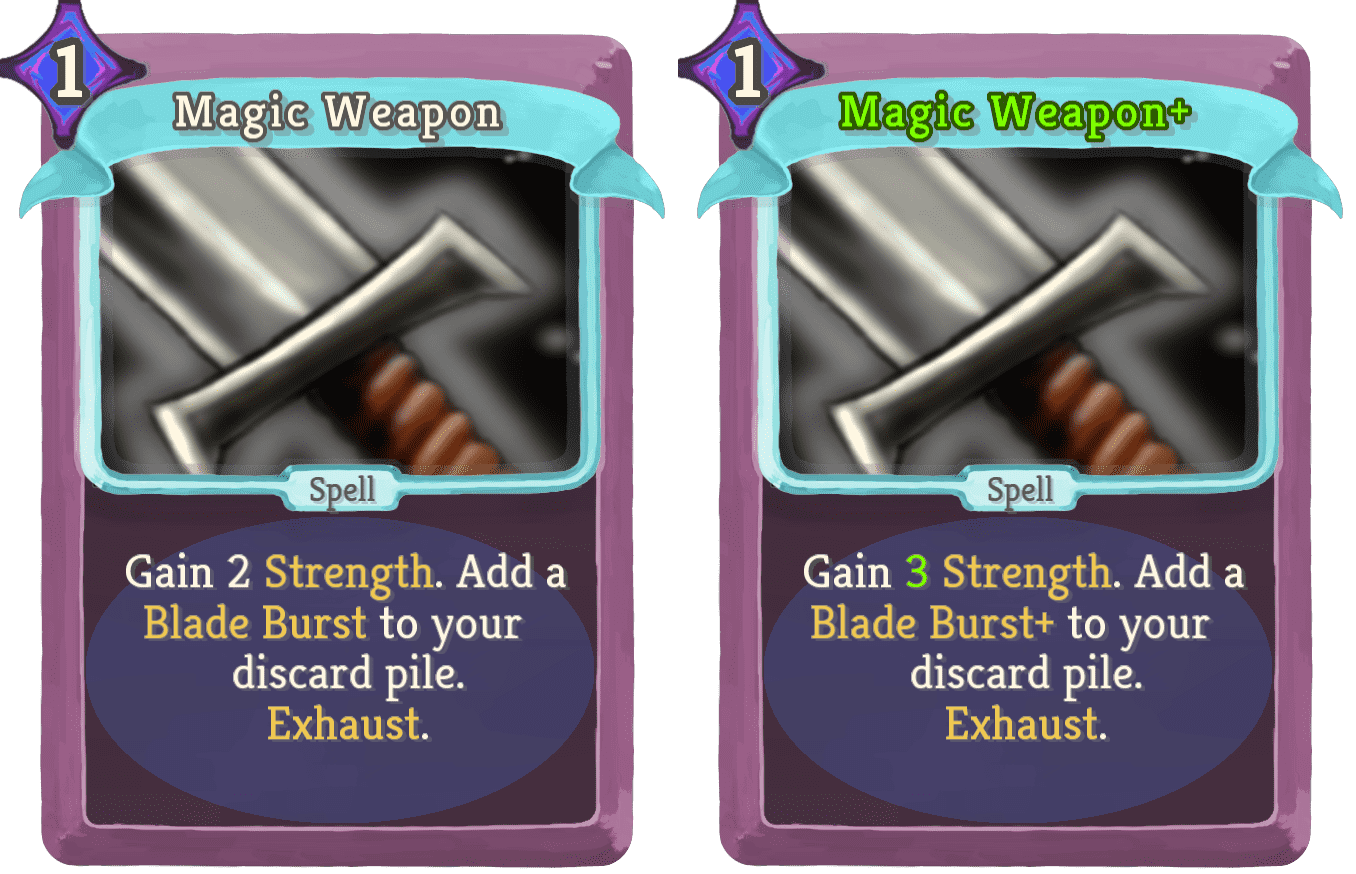 1
Magic Weapon
Spell
Gain 2 Strength. Add a
Blade Burst to your
discard pile.
Exhaust.
1
Magic Weapon+
Spell
Gain 3 Strength. Add a
Blade Burst+ to your
discard pile.
Exhaust.